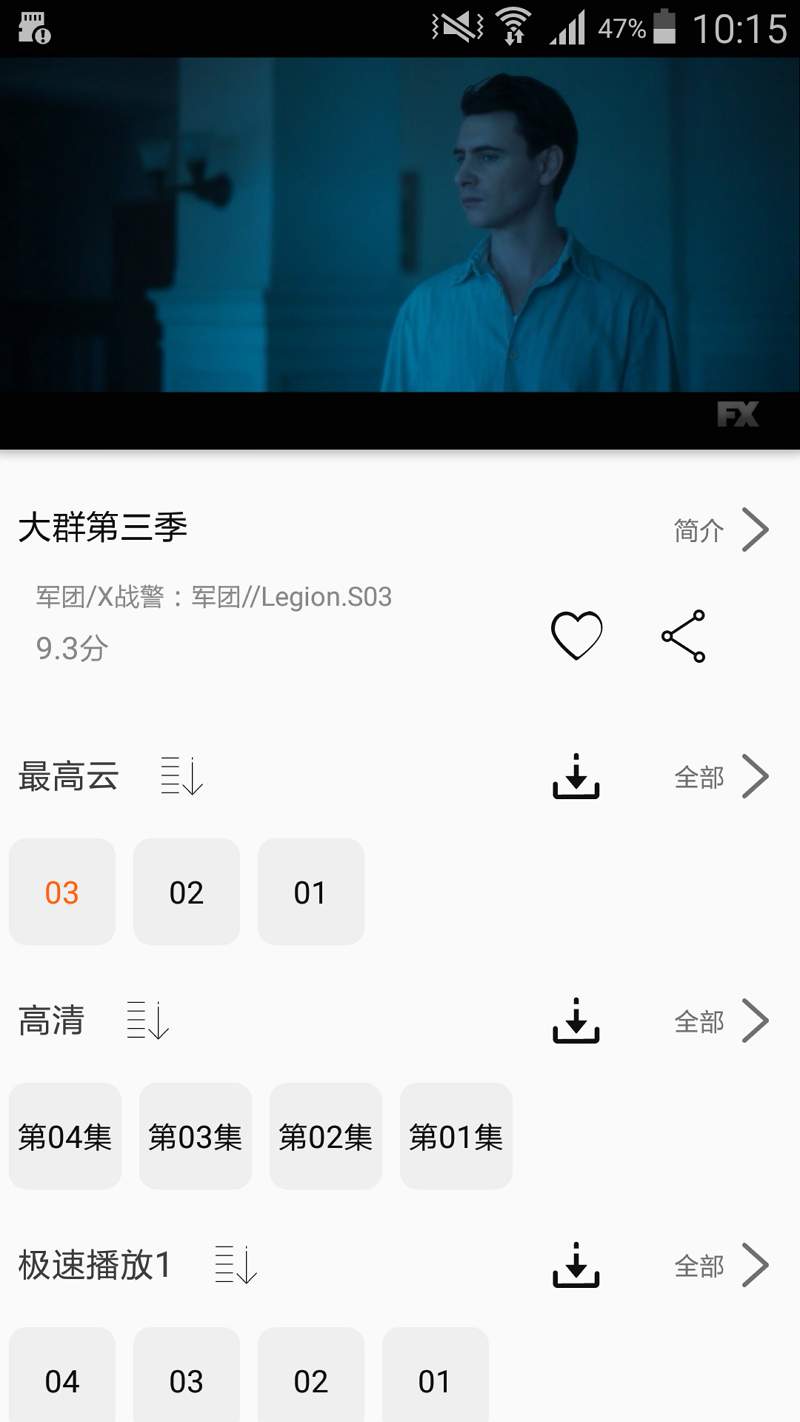 47% 10:15
FX
大群第三季
简介
军团/X战警：军团//Legion.S03
9.3分
最高云
全部
03 02 01
高清
全部
第04集 第03集 第02集 第01集
极速播放1
全部
04 03 02 01